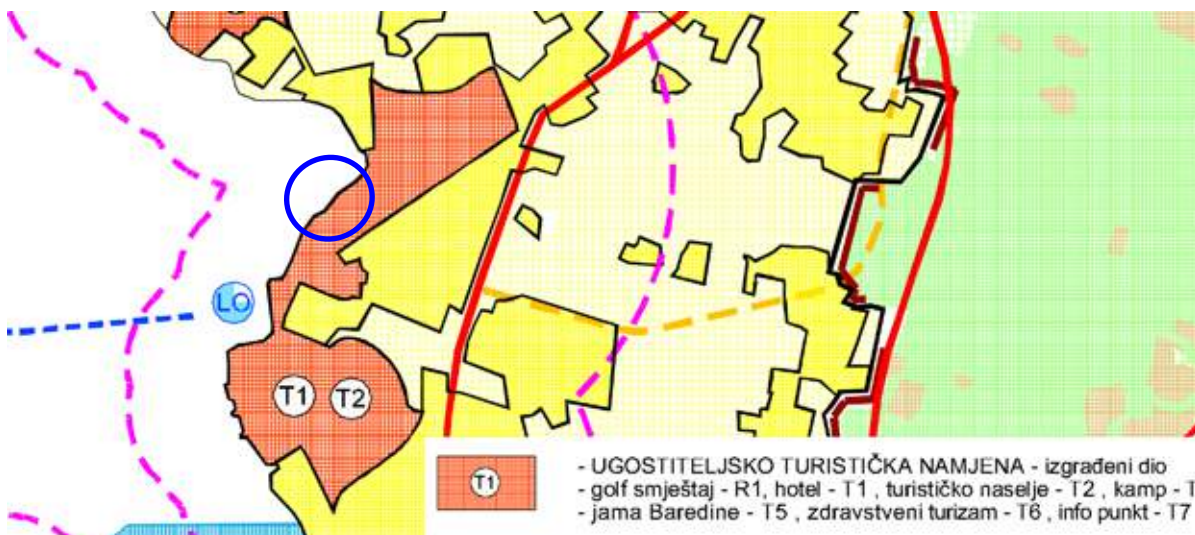 LO
T1 T2
T1
- UGOSTITELJSKO TURISTIČKA NAMJENA - izgrađeni dio
- golf smještaj - R1, hotel - T1 , turističko naselje - T2 , kamp - T
- jama Baredine - T5 , zdravstveni turizam - T6 , info punkt - T7